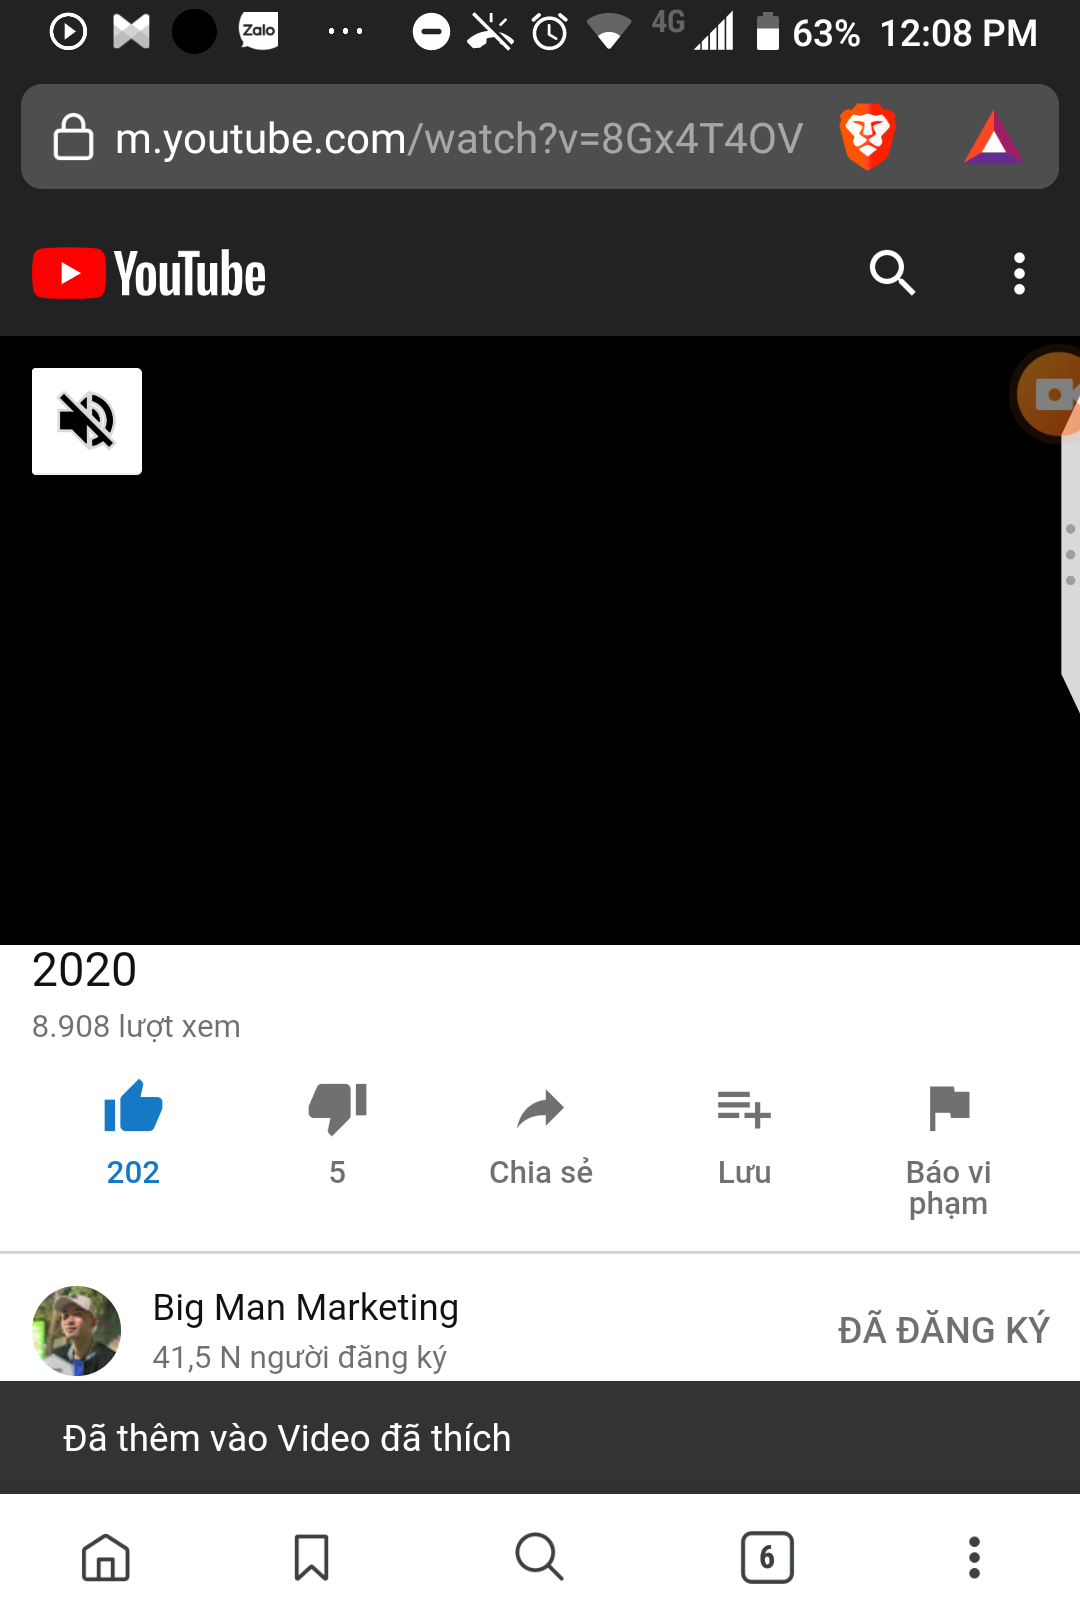 Zalo
4G
63% 12:08 PM
m.youtube.com/watch?v=8Gx4T4OV
YouTube
2020
8.908 lượt xem
202
5
Chia sẻ
Lưu
Báo vi
phạm
Big Man Marketing
41,5 N người đăng ký
ĐÃ ĐĂNG KÝ
Đã thêm vào Video đã thích
6